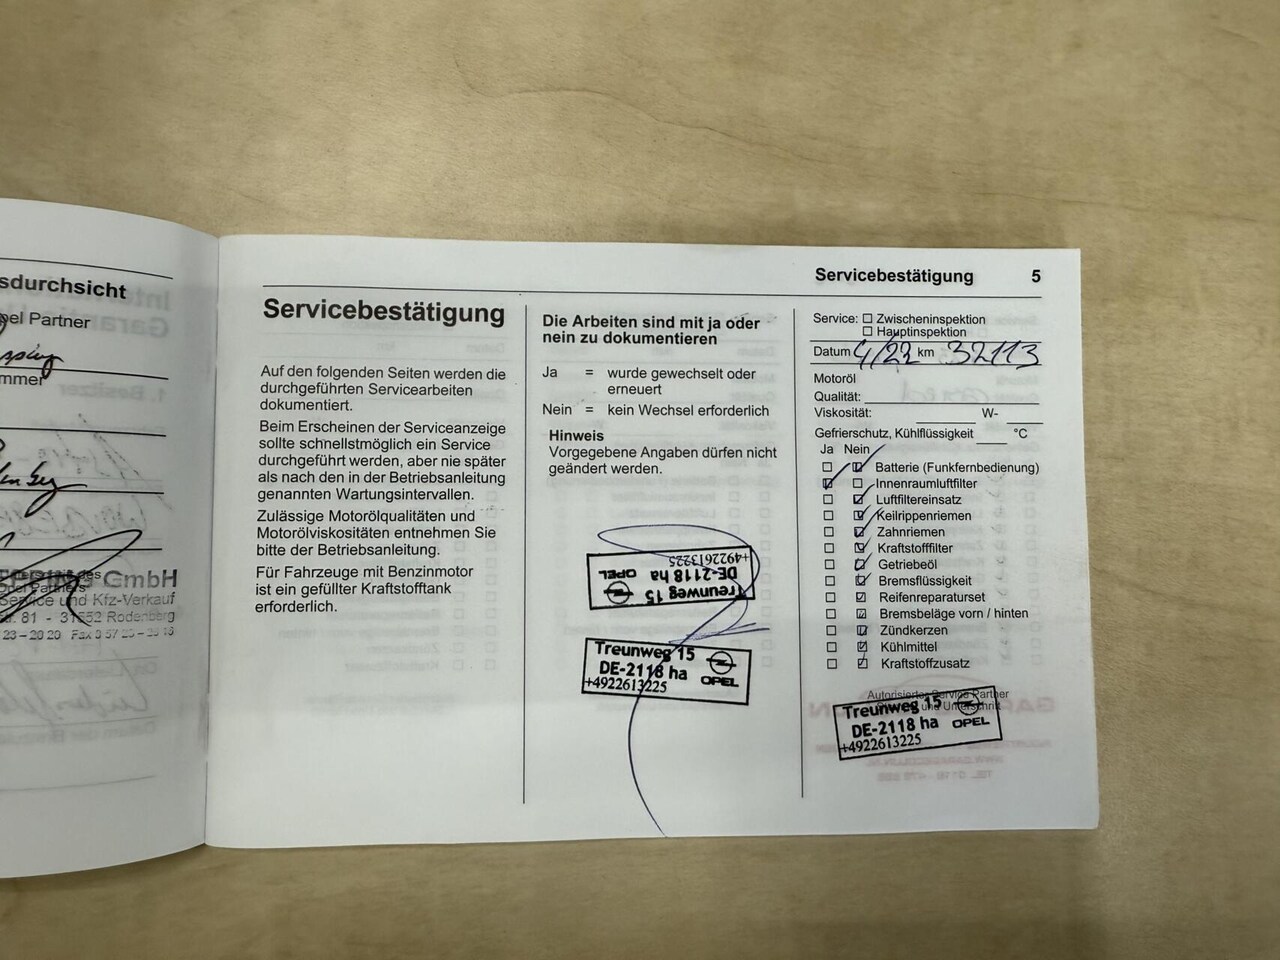 sdurchsicht
pel Partner
mmer
GmbH
Service und Kfz-Verkauf
81 - 31552 Rodenberg
Servicebestätigung 5
Servicebestätigung
Auf den folgenden Seiten werden die
durchgeführten Servicearbeiten
dokumentiert.
Beim Erscheinen der Serviceanzeige
sollte schnellstmöglich ein Service
durchgeführt werden, aber nie später
als nach den in der Betriebsanleitung
genannten Wartungsintervallen.
Zulässige Motorölqualitäten und
Motorölviskositäten entnehmen Sie
bitte der Betriebsanleitung.
Für Fahrzeuge mit Benzinmotor
ist ein gefüllter Kraftstofftank
erforderlich.
Die Arbeiten sind mit ja oder
nein zu dokumentieren
Ja = wurde gewechselt oder
erneuert
Nein = kein Wechsel erforderlich
Hinweis
Vorgegebene Angaben dürfen nicht
geändert werden.
Treunweg 15
DE-2118 ha OPEL
+4922613225
Treunweg 15
DE-2118 ha OPEL
+4922613225
Service: Zwischeninspektion
Hauptinspektion
Datum 4/22 km 32113
Motoröl
Qualität:
Viskosität: W-
Gefrierschutz, Kühlflüssigkeit °C
Ja Nein
Batterie (Funkfernbedienung)
Innenraumluftfilter
Luftfiltereinsatz
Keilrippenriemen
Zahnriemen
Kraftstofffilter
Getriebeöl
Bremsflüssigkeit
Reifenreparaturset
Bremsbeläge vorn / hinten
Zündkerzen
Kühlmittel
Kraftstoffzusatz
Autorisierter Service Partner
und Unterschrift
Treunweg 15
DE-2118 ha OPEL
+4922613225